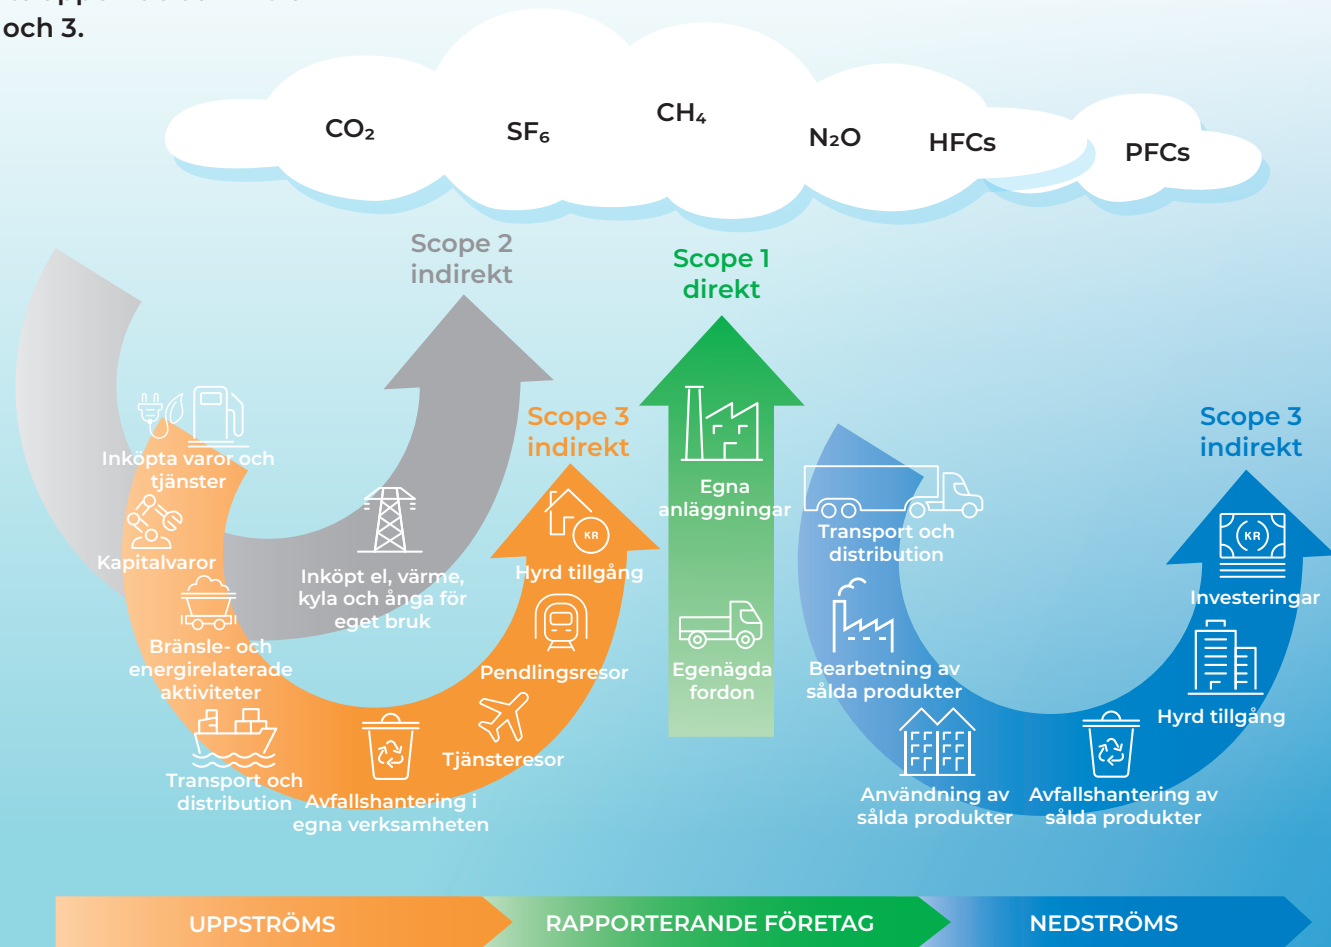 och 3.
CO₂
SF₆
CH₄
N₂O
HFCs
PFCs
Scope 2
indirekt
Scope 1
direkt
Scope 3
indirekt
Scope 3
indirekt
Inköpta varor och
tjänster
Kapitalvaror
Bränsle- och
energirelaterade
aktiviteter
Transport och
distribution
Avfallshantering i
egna verksamheten
Tjänsteresor
Pendlingsresor
KR
Hyrd tillgång
Inköpt el, värme,
kyla och ånga för
eget bruk
Egna
anläggningar
Egenägda
fordon
Transport och
distribution
Bearbetning av
sålda produkter
Användning av
sålda produkter
Avfallshantering av
sålda produkter
Hyrd tillgång
KR
Investeringar
UPPSTRÖMS
RAPPORTERANDE FÖRETAG
NEDSTRÖMS